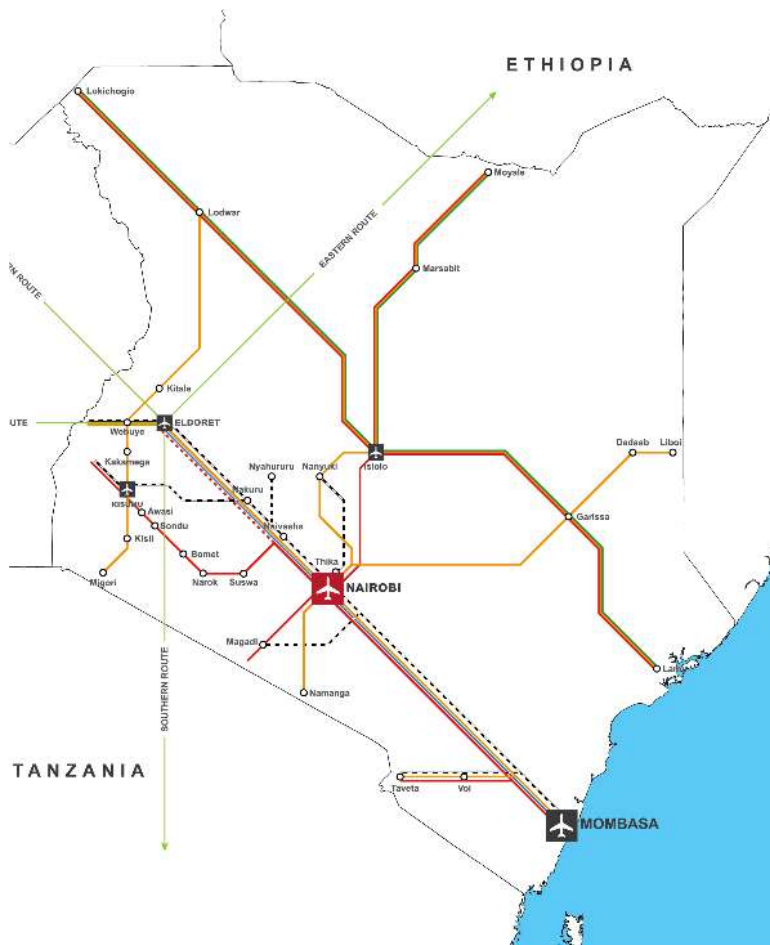 ETHIOPIA
Lokichogio
Moyale
Lodwar
EASTERN ROUTE
Marsabit
ROUTE
Kitale
UTE
Webuye
ELDORET
Dadaab
Liboi
Kakamega
Nyahururu
Nanyuki
Isiolo
KISUMU
Nakuru
Awasi
Sondu
Garissa
Kisii
Naivasha
Bomet
Thika
Migori
Narok
Suswa
NAIROBI
Magadi
SOUTHERN ROUTE
Lamu
Namanga
TANZANIA
Taveta
Voi
MOMBASA